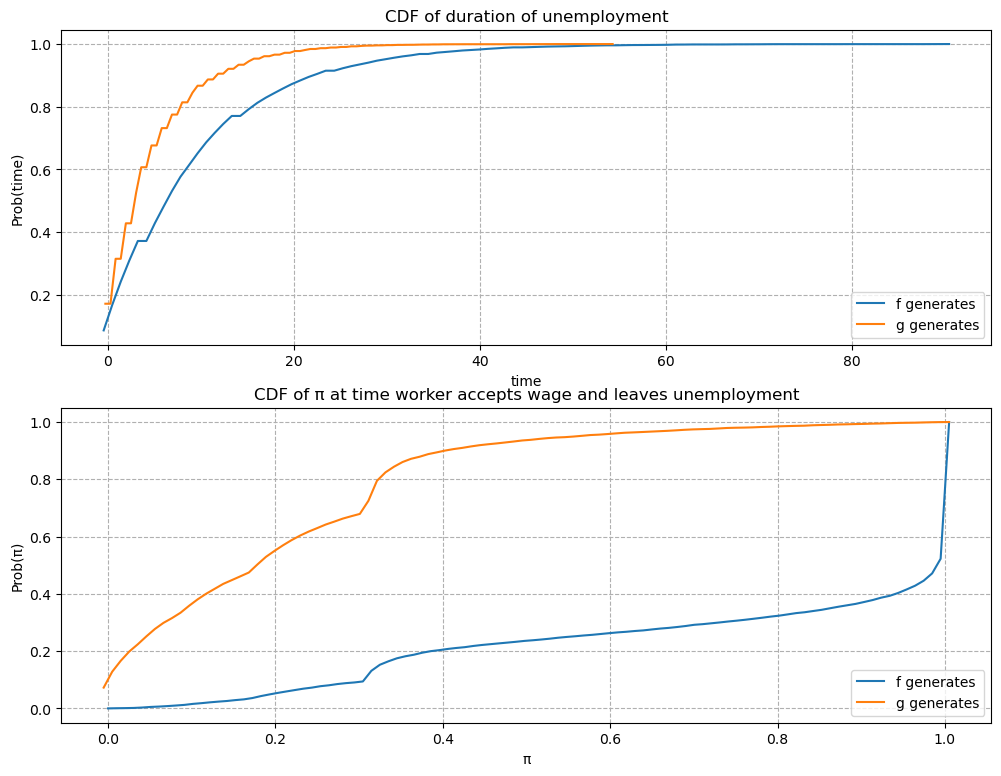 CDF of duration of unemployment
1.0
0.8
0.6
0.4
0.2
Prob(time)
f generates
g generates
0 20 40 60 80
time
CDF of π at time worker accepts wage and leaves unemployment
1.0
0.8
0.6
0.4
0.2
0.0
Prob(π)
f generates
g generates
0.0 0.2 0.4 0.6 0.8 1.0
π